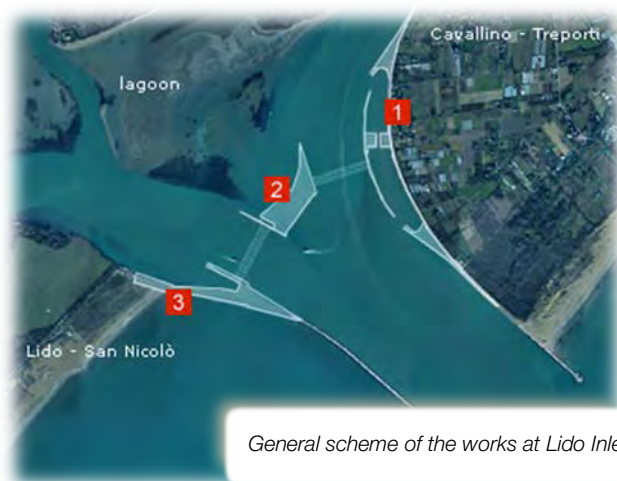 Cavallino - Treporti
lagoon
1
2
3
Lido - San Nicolò
General scheme of the works at Lido Inle